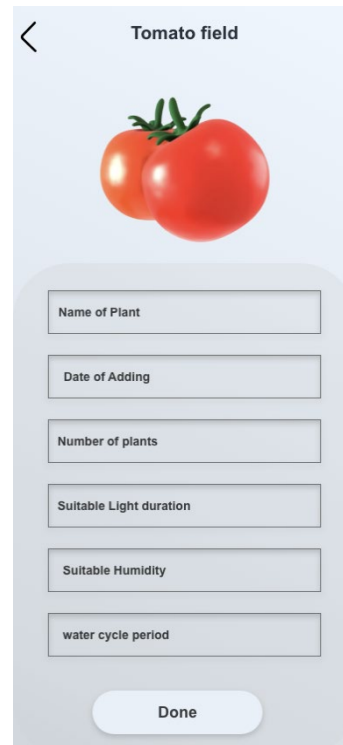 Tomato field
Name of Plant
Date of Adding
Number of plants
Suitable Light duration
Suitable Humidity
water cycle period
Done